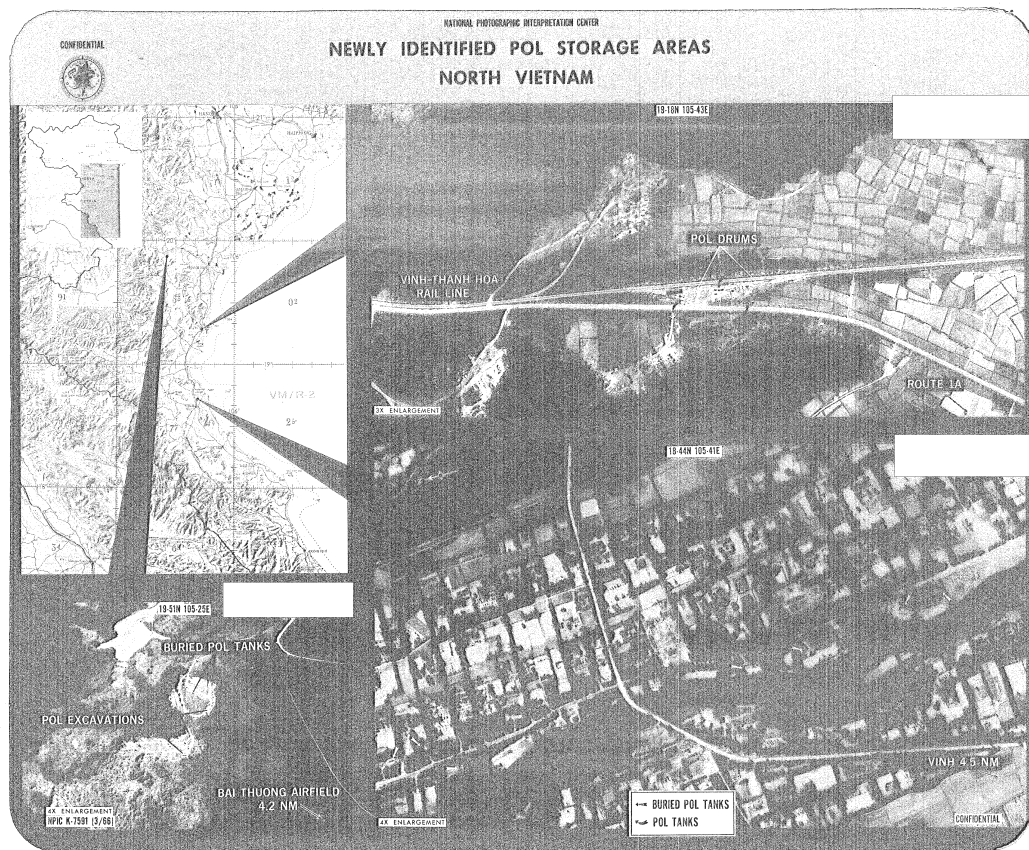 NATIONAL PHOTOGRAPHIC INTERPRETATION CENTER
CONFIDENTIAL
NEWLY IDENTIFIED POL STORAGE AREAS
NORTH VIETNAM
19-18N 105-43E
POL DRUMS
VINH-THANH HOA
RAIL LINE
ROUTE 1A
3X ENLARGEMENT
HAIPHONG
VM/R-2
18-44N 105-41E
VINH 4.5 NM
BURIED POL TANKS
POL TANKS
4X ENLARGEMENT
CONFIDENTIAL
19-51N 105-25E
BURIED POL TANKS
POL EXCAVATIONS
BAI THUONG AIRFIELD
4.2 NM
4X ENLARGEMENT
NPIC K-7591 (3/66)